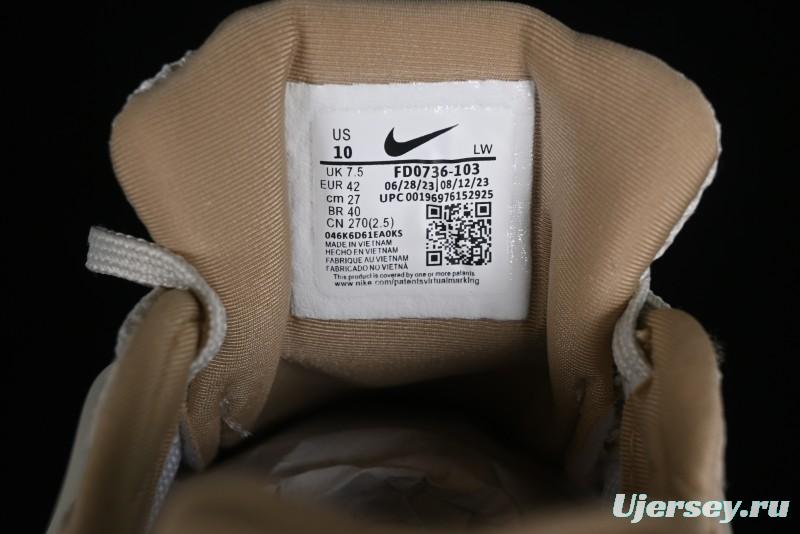 US
10
LW
UK 7.5
FD0736-103
EUR 42
06/28/23 | 08/12/23
cm 27
UPC 00196976152925
BR 40
CN 270(2.5)
046K6D61EA0KS
MADE IN VIETNAM
HECHO EN VIETNAM
FABRIQUE AU VIETNAM
FABRICADO NO VIETNÃ
This product is covered by one or more patents.
www.nike.com/patentsvirtualmarking
Ujersey.ru